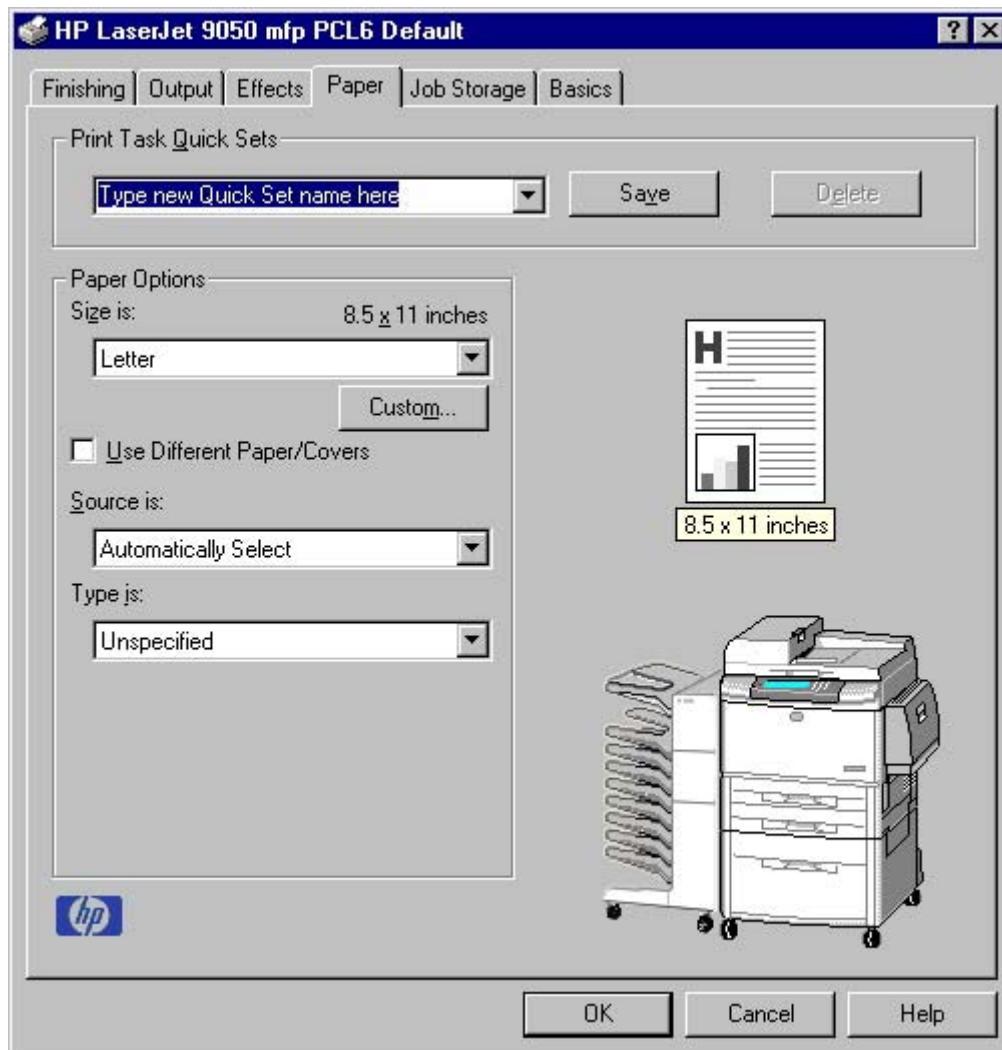 HP LaserJet 9050 mfp PCL6 Default
Finishing Output Effects Paper Job Storage Basics
Print Task Quick Sets
Type new Quick Set name here Save Delete
Paper Options
Size is: 8.5 x 11 inches
Letter
Custom...
Use Different Paper/Covers
Source is:
Automatically Select
Type is:
Unspecified
H
8.5 x 11 inches
hp
OK Cancel Help